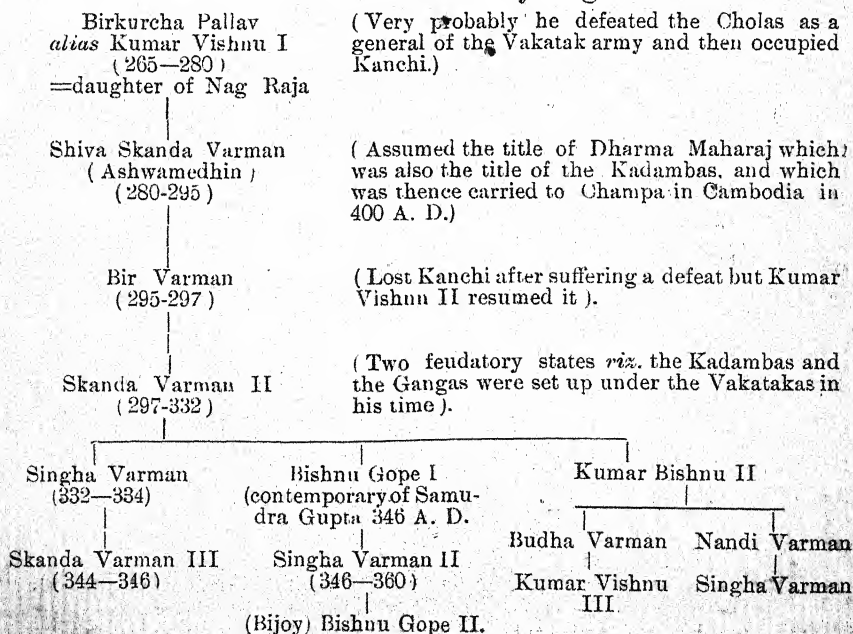 Birkurcha Pallav
alias Kumar Vishnu I
(265—280)
=daughter of Nag Raja
(Very probably he defeated the Cholas as a
general of the Vakatak army and then occupied
Kanchi.)
Shiva Skanda Varman
(Ashwamedhin)
(280-295)
(Assumed the title of Dharma Maharaj which
was also the title of the Kadambas. and which
was thence carried to Champa in Cambodia in
400 A. D.)
Bir Varman
(295-297)
(Lost Kanchi after suffering a defeat but Kumar
Vishnu II resumed it ).
Skanda Varman II
(297-332)
(Two feudatory states viz. the Kadambas and
the Gangas were set up under the Vakatakas in
his time ).
Singha Varman
(332—334)
Skanda Varman III
(344—346)
Bishnu Gope I
(contemporary of Samu-
dra Gupta 346 A. D.
Singha Varman II
(346—360)
(Bijoy) Bishnu Gope II.
Kumar Bishnu II
Budha Varman Nandi Varman
Kumar Vishnu Singha Varman
III